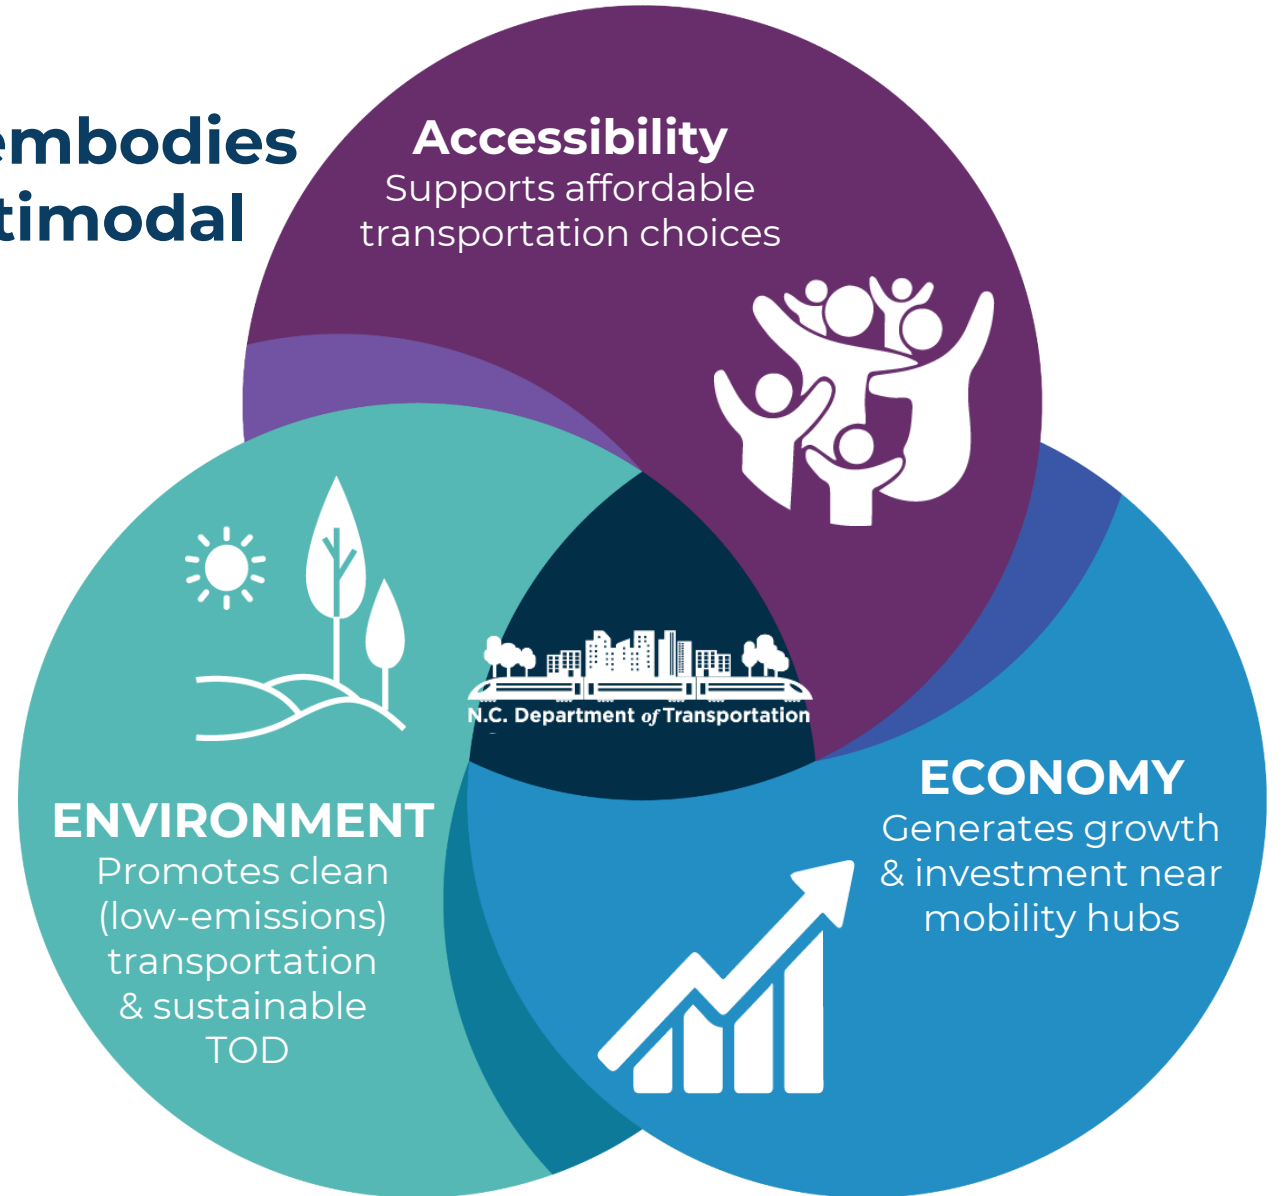 embodies
timodal
Accessibility
Supports affordable
transportation choices
N.C. Department of Transportation
ECONOMY
Generates growth
& investment near
mobility hubs
ENVIRONMENT
Promotes clean
(low-emissions)
transportation
& sustainable
TOD